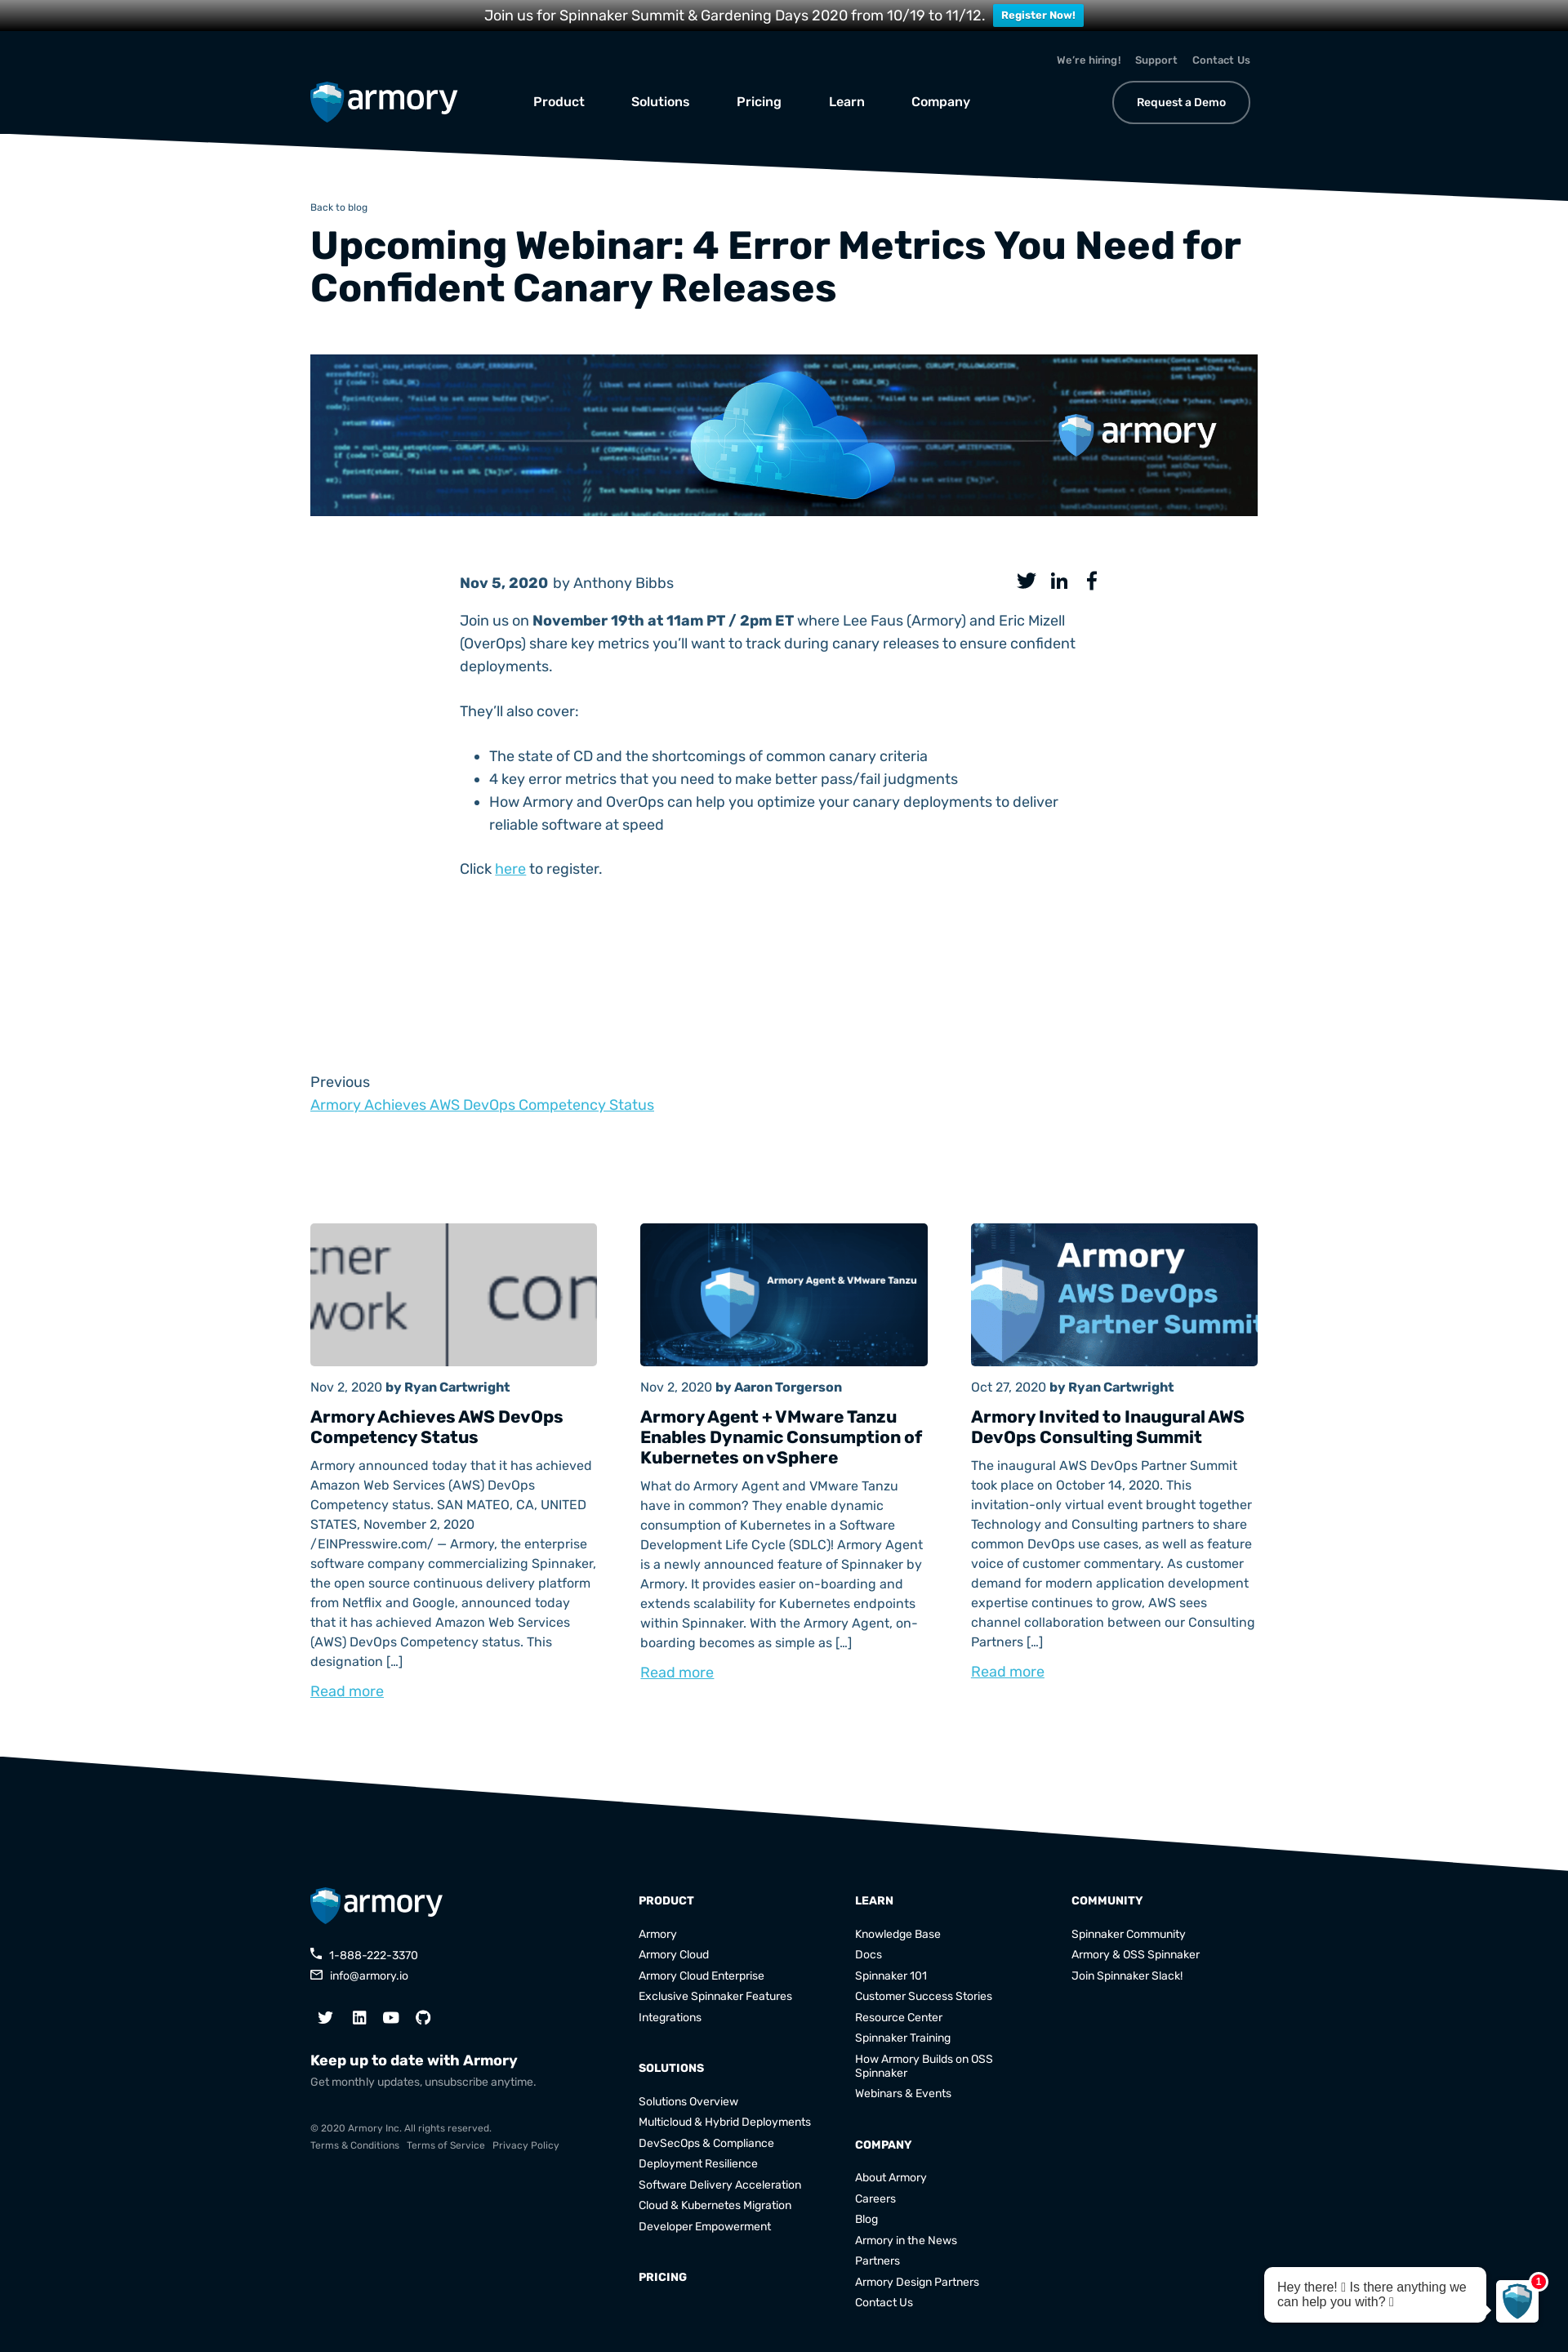 Join us for Spinnaker Summit & Gardening Days 2020 from 10/19 to 11/12. Register Now!
We're hiring! Support Contact Us
armory Product Solutions Pricing Learn Company Request a Demo
Back to blog
Upcoming Webinar: 4 Error Metrics You Need for
Confident Canary Releases
armory
Nov 5, 2020 by Anthony Bibbs
Join us on November 19th at 11am PT / 2pm ET where Lee Faus (Armory) and Eric Mizell
(OverOps) share key metrics you'll want to track during canary releases to ensure confident
deployments.
They'll also cover:
• The state of CD and the shortcomings of common canary criteria
• 4 key error metrics that you need to make better pass/fail judgments
• How Armory and OverOps can help you optimize your canary deployments to deliver
reliable software at speed
Click here to register.
Previous
Armory Achieves AWS DevOps Competency Status
tner
work
con
Nov 2, 2020 by Ryan Cartwright
Armory Achieves AWS DevOps
Competency Status
Armory announced today that it has achieved
Amazon Web Services (AWS) DevOps
Competency status. SAN MATEO, CA, UNITED
STATES, November 2, 2020
/EINPresswire.com/ — Armory, the enterprise
software company commercializing Spinnaker,
the open source continuous delivery platform
from Netflix and Google, announced today
that it has achieved Amazon Web Services
(AWS) DevOps Competency status. This
designation […]
Read more
Armory Agent & VMware Tanzu
Nov 2, 2020 by Aaron Torgerson
Armory Agent + VMware Tanzu
Enables Dynamic Consumption of
Kubernetes on vSphere
What do Armory Agent and VMware Tanzu
have in common? They enable dynamic
consumption of Kubernetes in a Software
Development Life Cycle (SDLC)! Armory Agent
is a newly announced feature of Spinnaker by
Armory. It provides easier on-boarding and
extends scalability for Kubernetes endpoints
within Spinnaker. With the Armory Agent, on-
boarding becomes as simple as […]
Read more
Armory
AWS DevOps
Partner Summit
Oct 27, 2020 by Ryan Cartwright
Armory Invited to Inaugural AWS
DevOps Consulting Summit
The inaugural AWS DevOps Partner Summit
took place on October 14, 2020. This
invitation-only virtual event brought together
Technology and Consulting partners to share
common DevOps use cases, as well as feature
voice of customer commentary. As customer
demand for modern application development
expertise continues to grow, AWS sees
channel collaboration between our Consulting
Partners […]
Read more
armory
1-888-222-3370
info@armory.io
Keep up to date with Armory
Get monthly updates, unsubscribe anytime.
© 2020 Armory Inc. All rights reserved.
Terms & Conditions Terms of Service Privacy Policy
PRODUCT
Armory
Armory Cloud
Armory Cloud Enterprise
Exclusive Spinnaker Features
Integrations
SOLUTIONS
Solutions Overview
Multicloud & Hybrid Deployments
DevSecOps & Compliance
Deployment Resilience
Software Delivery Acceleration
Cloud & Kubernetes Migration
Developer Empowerment
PRICING
LEARN
Knowledge Base
Docs
Spinnaker 101
Customer Success Stories
Resource Center
Spinnaker Training
How Armory Builds on OSS
Spinnaker
Webinars & Events
COMPANY
About Armory
Careers
Blog
Armory in the News
Partners
Armory Design Partners
Contact Us
COMMUNITY
Spinnaker Community
Armory & OSS Spinnaker
Join Spinnaker Slack!
Hey there! Is there anything we
can help you with?
1